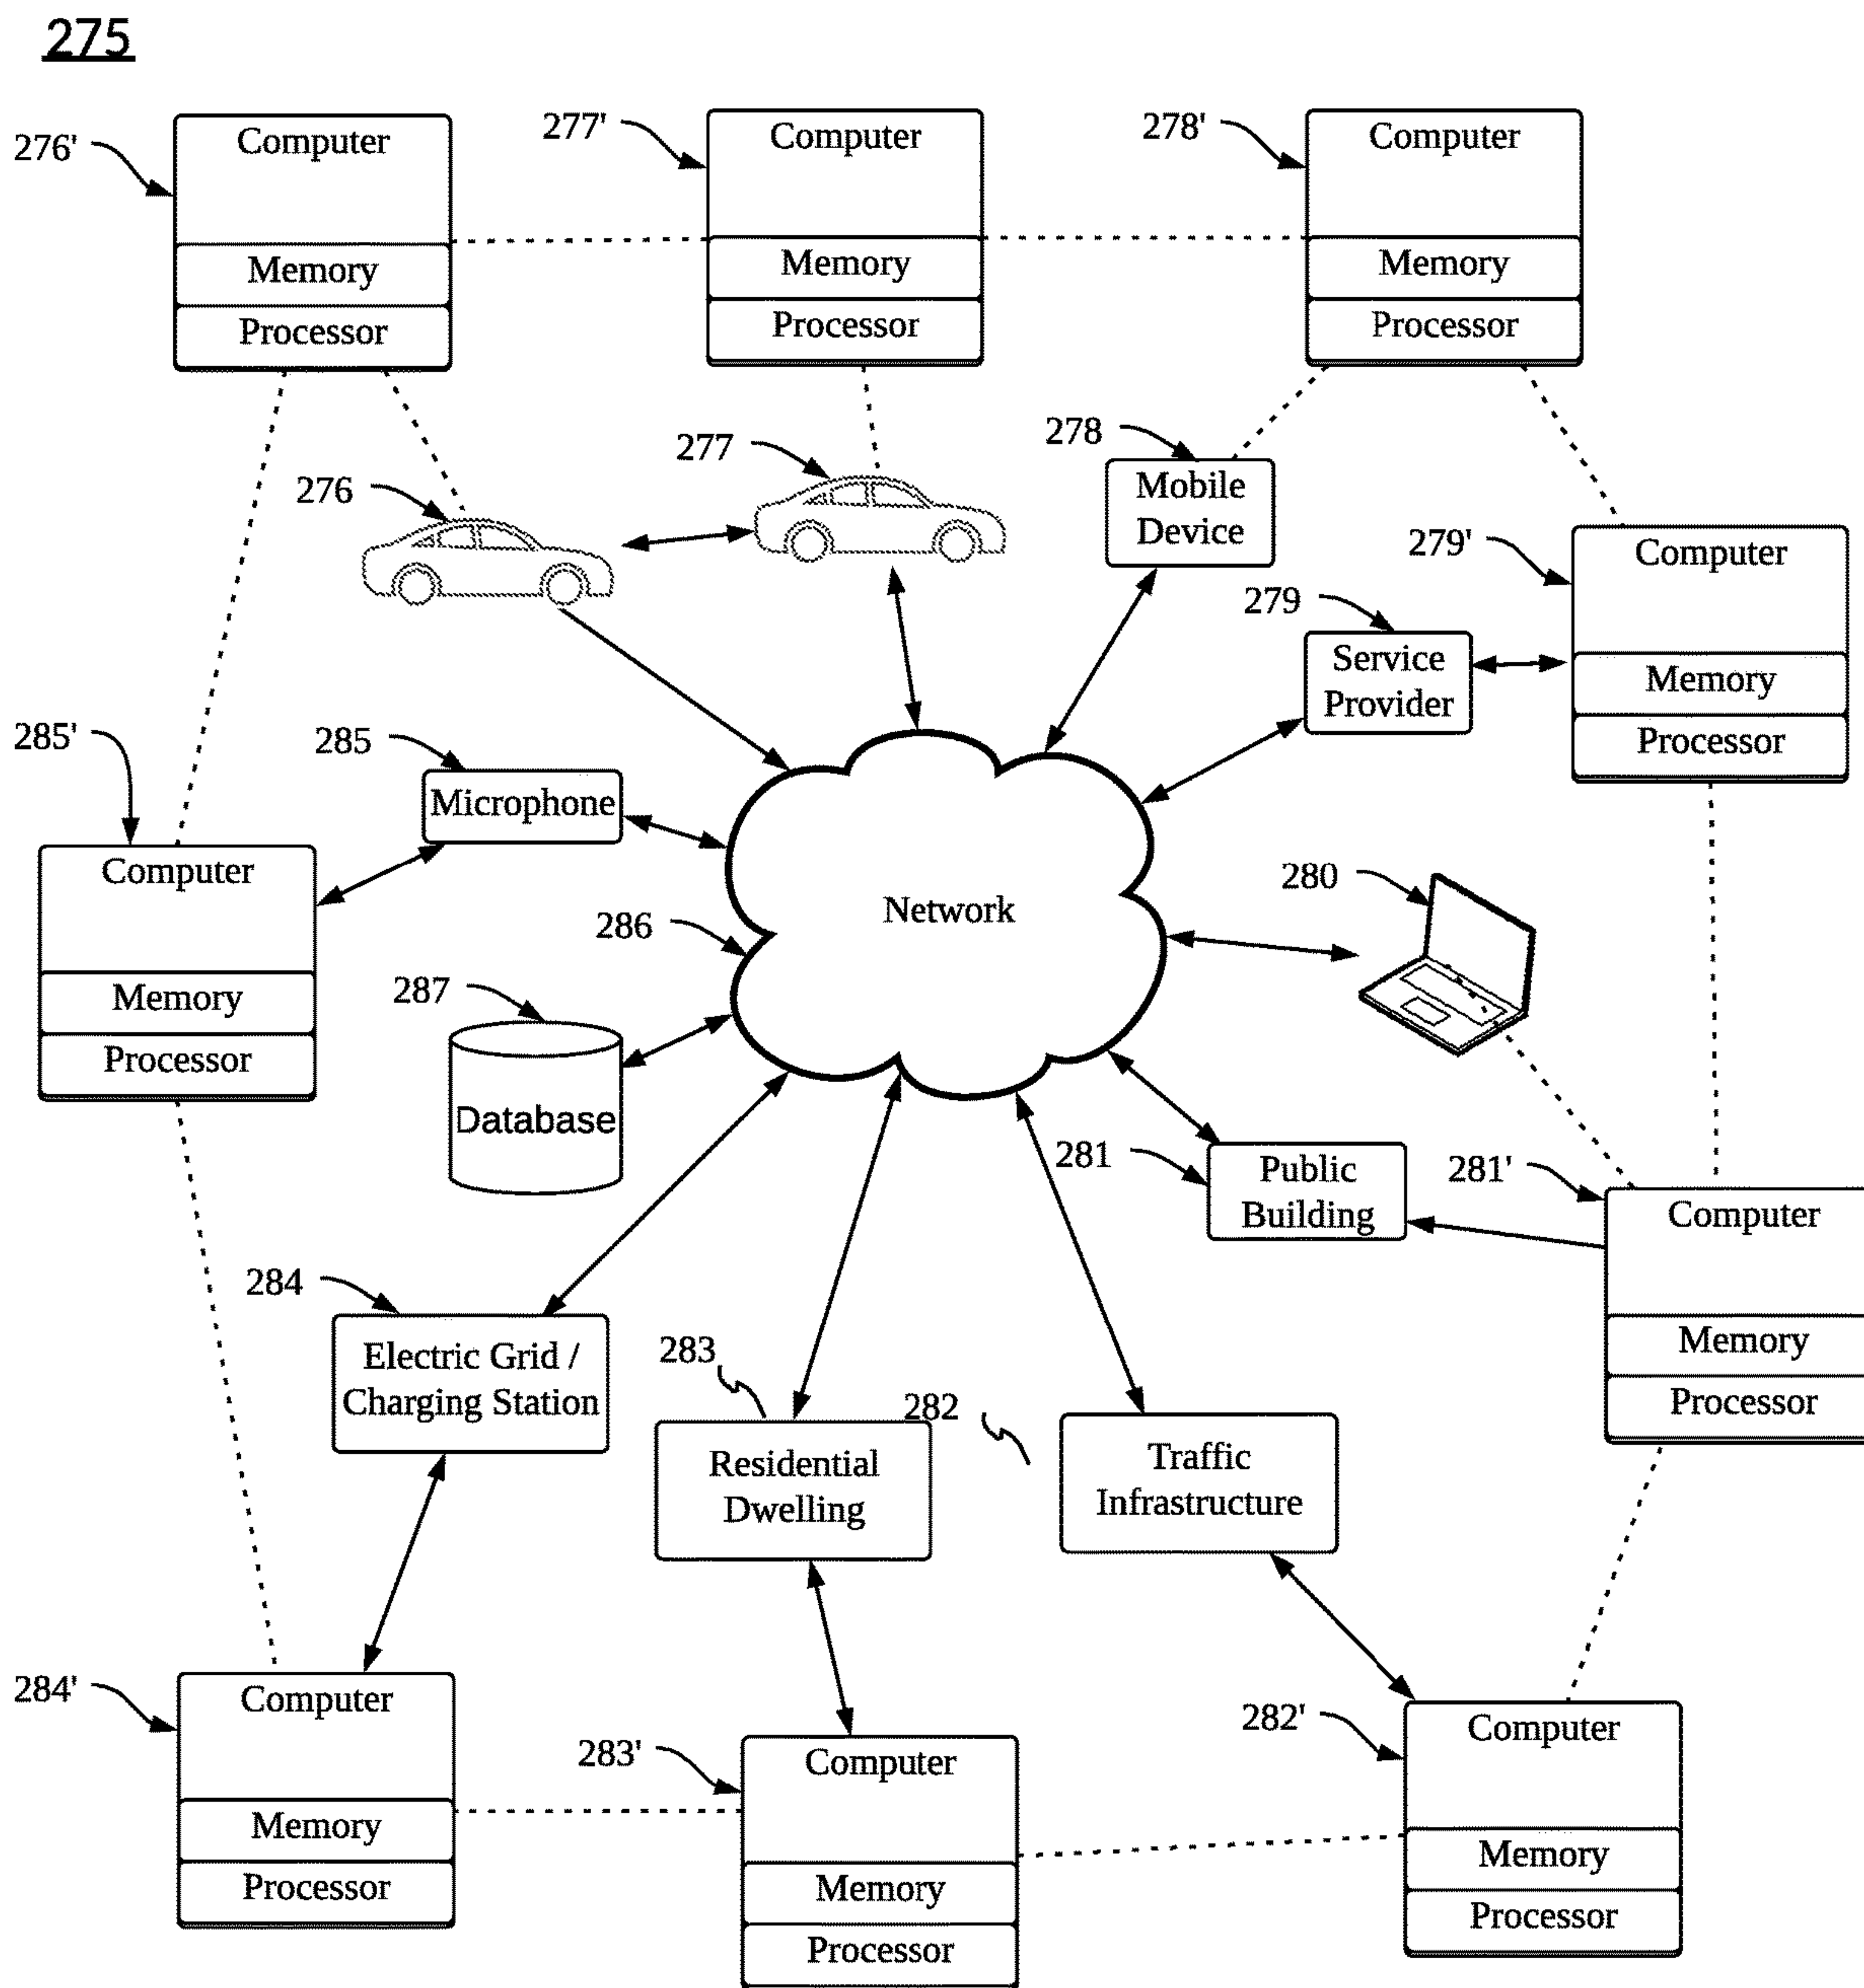 275
276'
Computer
Memory
Processor
277'
Computer
Memory
Processor
278'
Computer
Memory
Processor
276
277
278
Mobile
Device
279'
Computer
Memory
Processor
279
Service
Provider
285'
Computer
Memory
Processor
285
Microphone
286
Network
280
287
Database
281
Public
Building
281'
Computer
Memory
Processor
284
Electric Grid /
Charging Station
283
Residential
Dwelling
282
Traffic
Infrastructure
284'
Computer
Memory
Processor
283'
Computer
Memory
Processor
282'
Computer
Memory
Processor